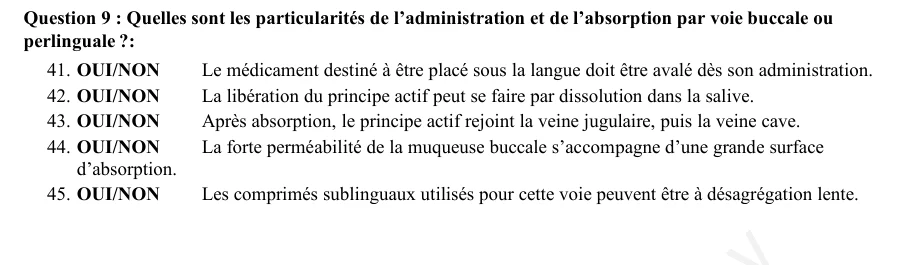 Question 9 : Quelles sont les particularités de l’administration et de l’absorption par voie buccale ou
perlinguale ?:
41. OUI/NON Le médicament destiné à être placé sous la langue doit être avalé dès son administration.
42. OUI/NON La libération du principe actif peut se faire par dissolution dans la salive.
43. OUI/NON Après absorption, le principe actif rejoint la veine jugulaire, puis la veine cave.
44. OUI/NON La forte perméabilité de la muqueuse buccale s’accompagne d’une grande surface
d’absorption.
45. OUI/NON Les comprimés sublinguaux utilisés pour cette voie peuvent être à désagrégation lente.